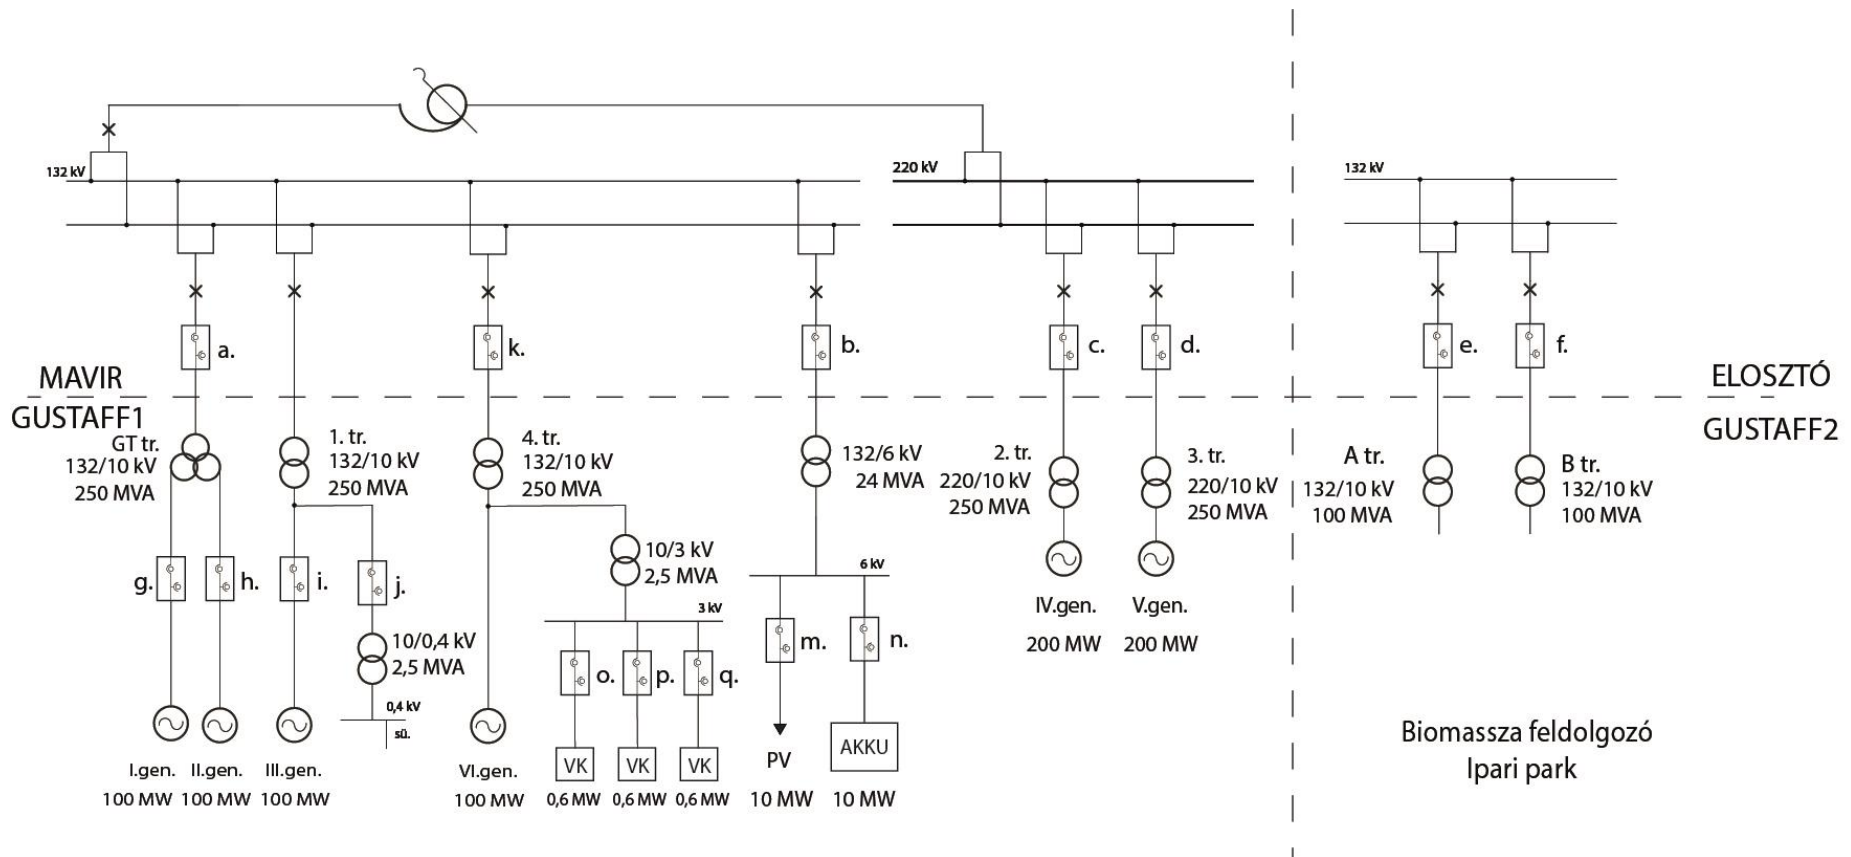 132 kV
220 kV
132 kV
a.
k.
b.
c.
d.
e.
f.
MAVIR
ELOSZTÓ
GUSTAFF1
GUSTAFF2
GT tr.
132/10 kV
250 MVA
1. tr.
132/10 kV
250 MVA
4. tr.
132/10 kV
250 MVA
132/6 kV
24 MVA
2. tr.
220/10 kV
250 MVA
3. tr.
220/10 kV
250 MVA
A tr.
132/10 kV
100 MVA
B tr.
132/10 kV
100 MVA
g.
h.
i.
j.
10/3 kV
2,5 MVA
6 kV
3 kV
10/0,4 kV
2,5 MVA
0,4 kV
sü.
o.
p.
q.
m.
n.
VK
VK
VK
PV
AKKU
I.gen.
II.gen.
III.gen.
VI.gen.
IV.gen.
V.gen.
100 MW
100 MW
100 MW
100 MW
0,6 MW
0,6 MW
0,6 MW
10 MW
10 MW
200 MW
200 MW
Biomassza feldolgozó
Ipari park